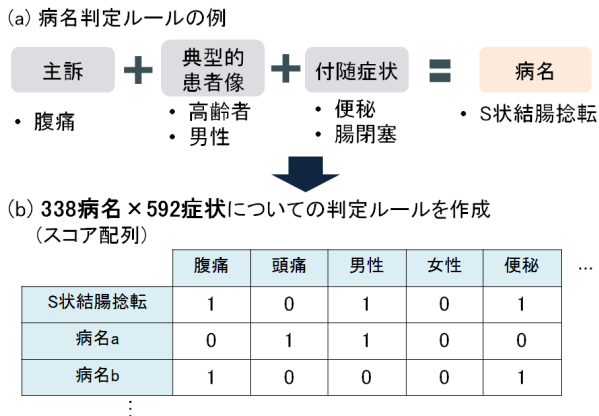 (a) 病名判定ルールの例
主訴 + 典型的患者像 + 付随症状 = 病名
• 腹痛
• 高齢者
• 男性
• 便秘
• 腸閉塞
• S状結腸捻転
(b) 338病名×592症状についての判定ルールを作成
(スコア配列)
腹痛 頭痛 男性 女性 便秘 …
S状結腸捻転 1 0 1 0 1
病名a 0 1 1 0 0
病名b 1 0 0 0 1
⋮